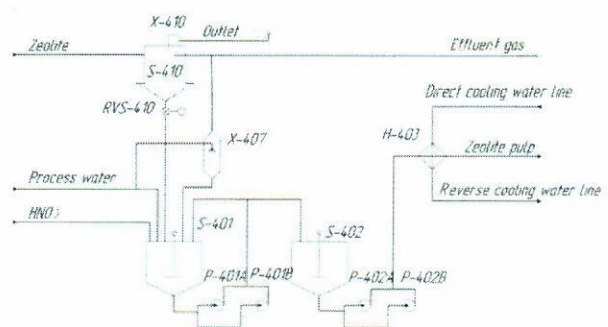 X-410
Outlet
Zeolite
Effluent gas
S-410
Direct cooling water line
RVS-410
H-403
X-407
Zeolite pulp
Process water
Reverse cooling water line
HNO3
S-401
S-402
P-401A
P-401B
P-402A
P-402B